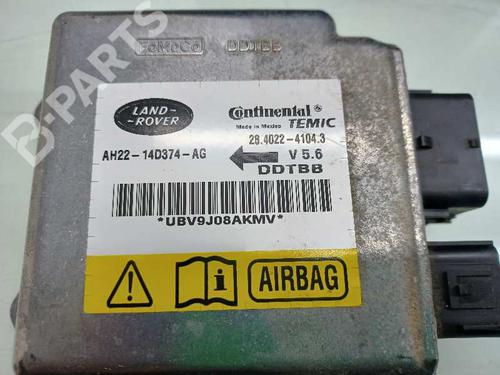 FoMoCo DDTBB
B-PARTS
LAND-
ROVER
Continental
Made in Mexico TEMIC
28.4022-4104.3
AH22-14D374-AG
V 5.6
DDTBB
*UBV9J08AKMV*
AIRBAG